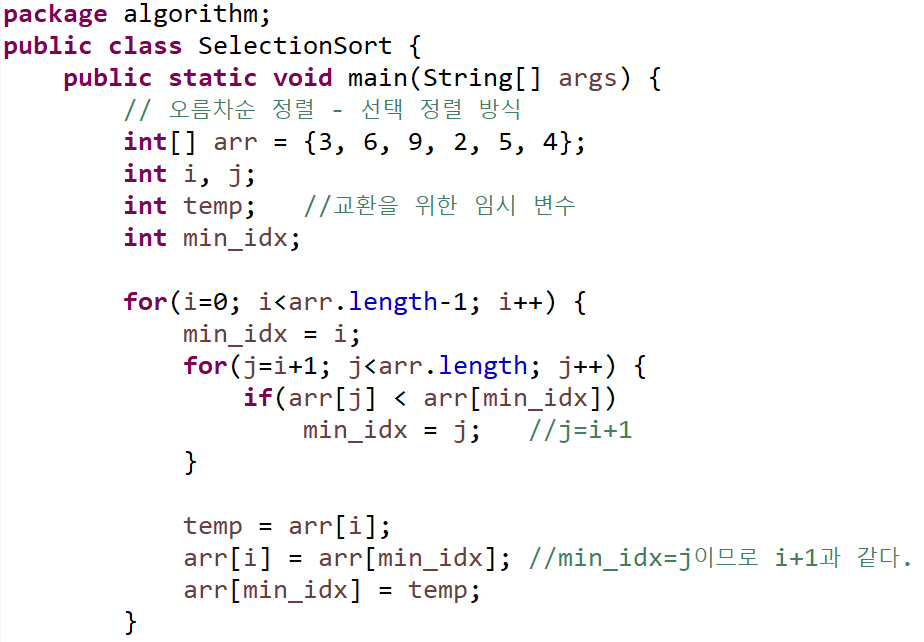 package algorithm;
public class SelectionSort {
    public static void main(String[] args) {
        // 오름차순 정렬 - 선택 정렬 방식
        int[] arr = {3, 6, 9, 2, 5, 4};
        int i, j;
        int temp;   //교환을 위한 임시 변수
        int min_idx;

        for(i=0; i<arr.length-1; i++) {
            min_idx = i;
            for(j=i+1; j<arr.length; j++) {
                if(arr[j] < arr[min_idx])
                    min_idx = j;   //j=i+1
            }

            temp = arr[i];
            arr[i] = arr[min_idx]; //min_idx=j이므로 i+1과 같다.
            arr[min_idx] = temp;
        }